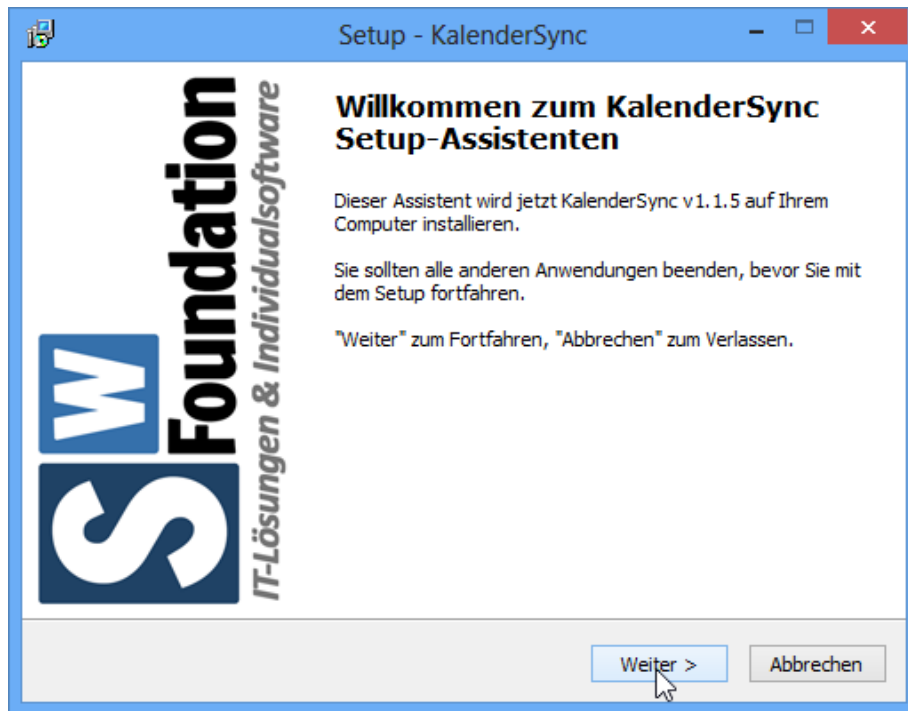 Setup - KalenderSync
SW
Foundation
IT-Lösungen & Individualsoftware
Willkommen zum KalenderSync
Setup-Assistenten
Dieser Assistent wird jetzt KalenderSync v1.1.5 auf Ihrem
Computer installieren.
Sie sollten alle anderen Anwendungen beenden, bevor Sie mit
dem Setup fortfahren.
"Weiter" zum Fortfahren, "Abbrechen" zum Verlassen.
Weiter >
Abbrechen